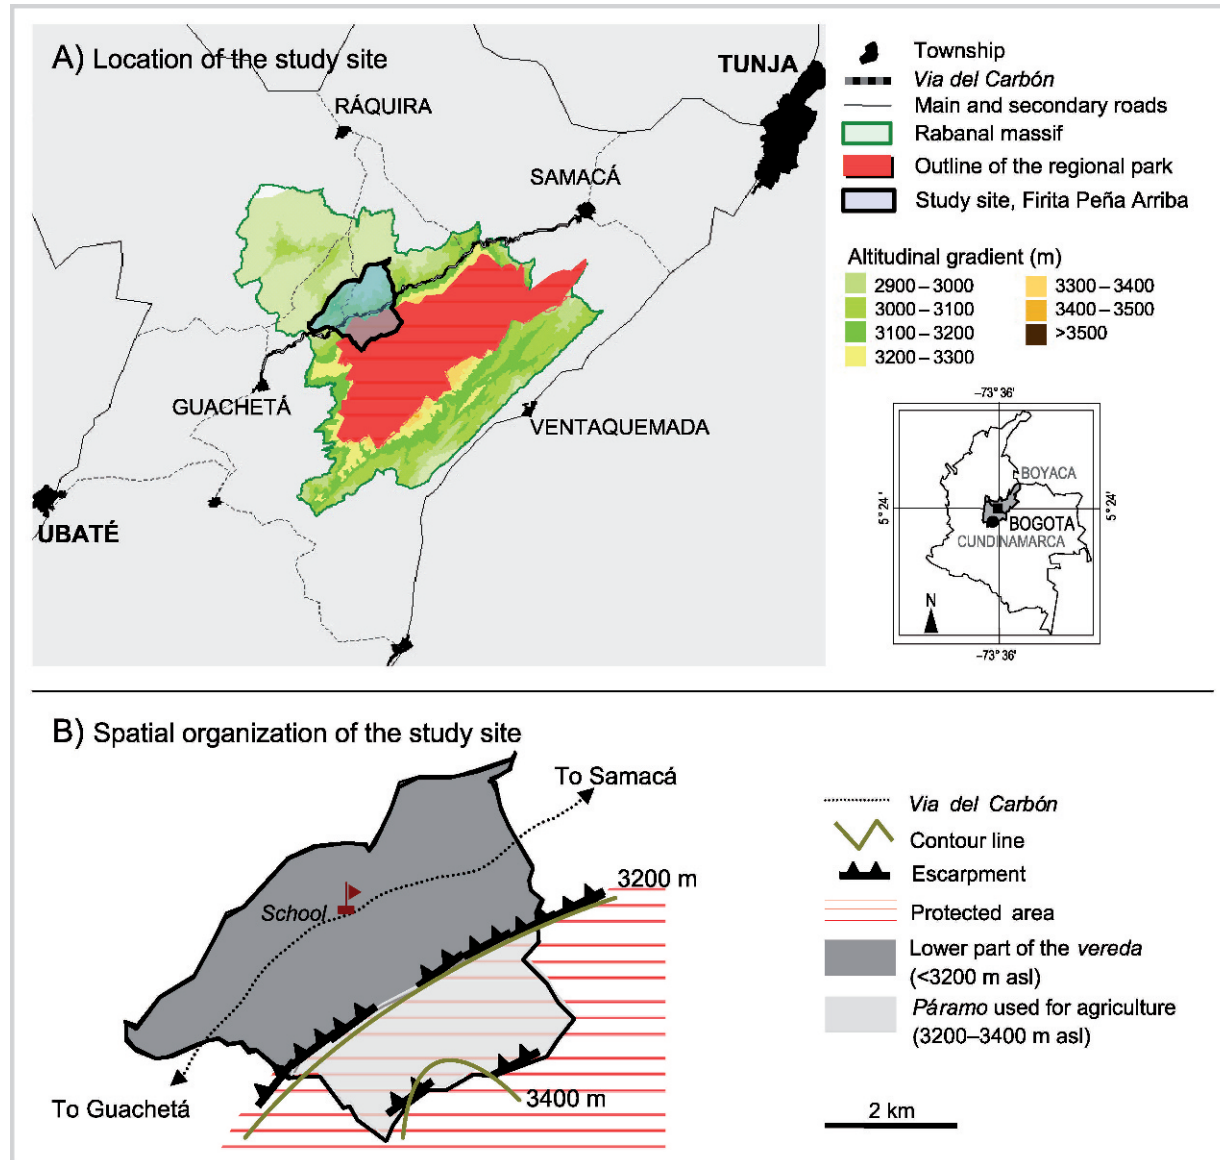 A) Location of the study site
TUNJA
RÁQUIRA
SAMACÁ
GUACHETÁ
VENTAQUEMADA
UBATÉ
Township
Via del Carbón
Main and secondary roads
Rabanal massif
Outline of the regional park
Study site, Firita Peña Arriba
Altitudinal gradient (m)
2900 – 3000
3000 – 3100
3100 – 3200
3200 – 3300
3300 – 3400
3400 – 3500
>3500
–73° 36'
BOYACA
5° 24'
5° 24'
BOGOTA
CUNDINAMARCA
N
–73° 36'
B) Spatial organization of the study site
To Samacá
3200 m
School
To Guachetá
3400 m
Via del Carbón
Contour line
Escarpment
Protected area
Lower part of the vereda
(<3200 m asl)
Páramo used for agriculture
(3200–3400 m asl)
2 km